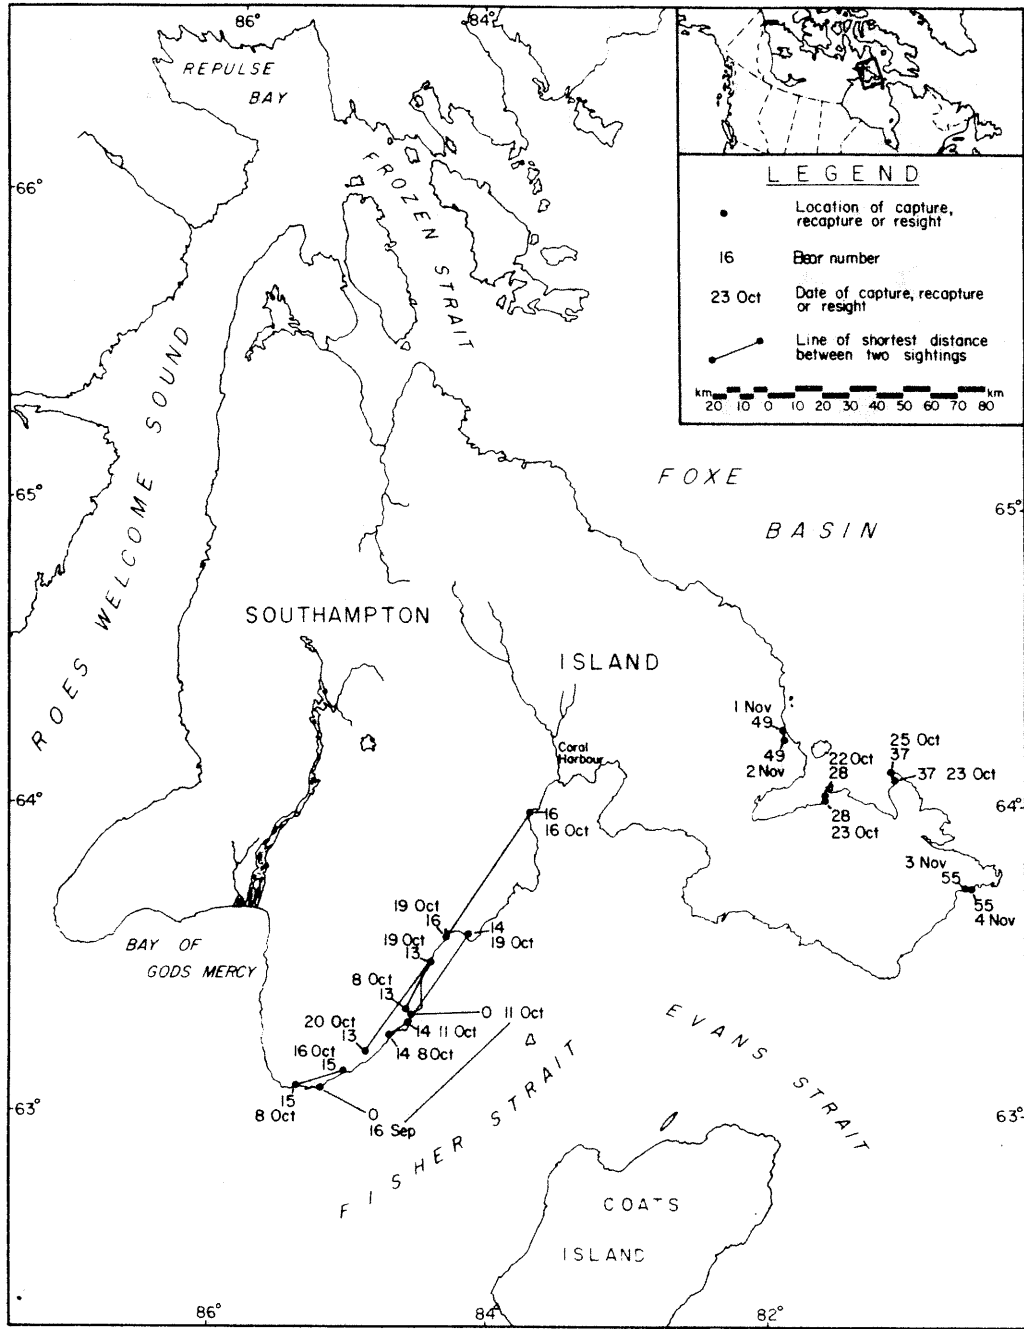 86°
84°
REPULSE
BAY
FROZEN STRAIT
66°
LEGEND
Location of capture,
recapture or resight
16
Bear number
23 Oct
Date of capture, recapture
or resight
Line of shortest distance
between two sightings
km
km
20 10 0 10 20 30 40 50 60 70 80
ROES WELCOME SOUND
FOXE
BASIN
65°
65°
SOUTHAMPTON
ISLAND
Coral
Harbour
1 Nov
49
49
2 Nov
22 Oct
28
28
23 Oct
25 Oct
37
37 23 Oct
64°
64°
16
16 Oct
3 Nov
55
55
4 Nov
19 Oct
16
14
19 Oct
19 Oct
13
BAY OF
GODS MERCY
8 Oct
13
0 11 Oct
20 Oct
13
14 11 Oct
14 8 Oct
16 Oct
15
15
8 Oct
0
16 Sep
EVANS STRAIT
FISHER STRAIT
63°
63°
COATS
ISLAND
86°
84°
82°